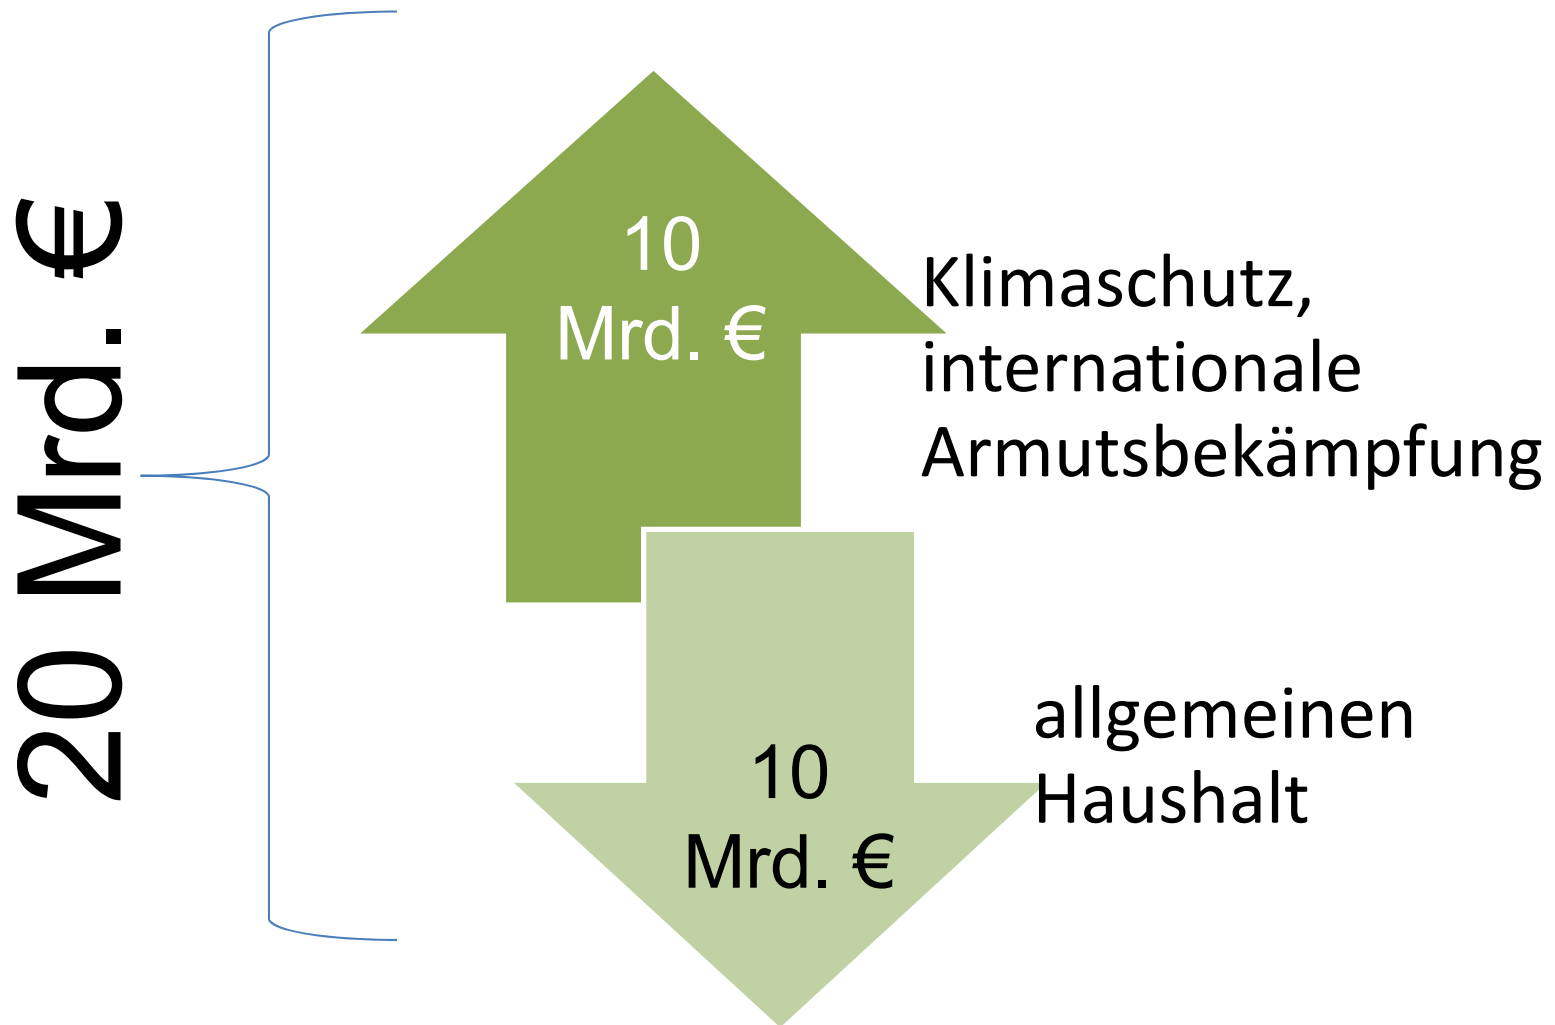 20 Mrd. €
10
Mrd. €
Klimaschutz,
internationale
Armutsbekämpfung
10
Mrd. €
allgemeinen
Haushalt